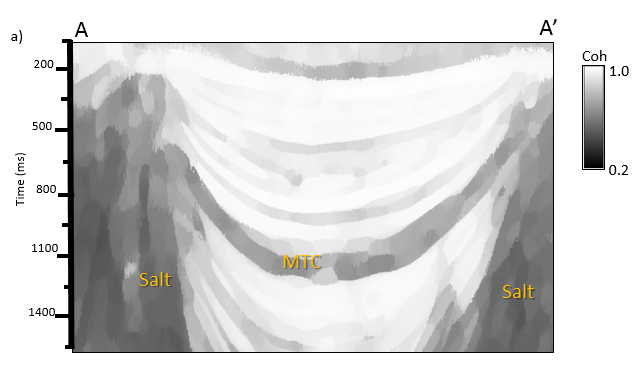 a)
A
A’
Coh
1.0
0.2
Time (ms)
200
500
800
1100
1400
MTC
Salt
Salt